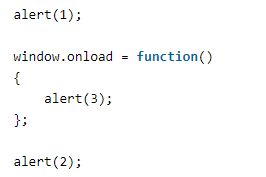 alert(1);
window.onload = function()
{
    alert(3);
};
alert(2);